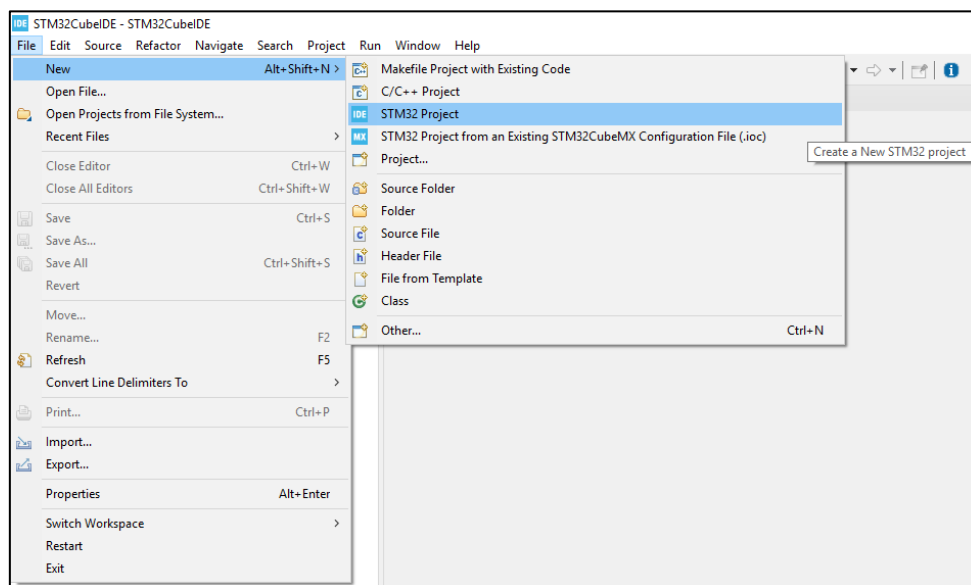 IDE STM32CubeIDE - STM32CubeIDE
File Edit Source Refactor Navigate Search Project Run Window Help
New Alt+Shift+N >
Open File...
Open Projects from File System...
Recent Files >
Close Editor Ctrl+W
Close All Editors Ctrl+Shift+W
Save Ctrl+S
Save As...
Save All Ctrl+Shift+S
Revert
Move...
Rename... F2
Refresh F5
Convert Line Delimiters To >
Print... Ctrl+P
Import...
Export...
Properties Alt+Enter
Switch Workspace >
Restart
Exit
Makefile Project with Existing Code
C/C++ Project
IDE STM32 Project
MX STM32 Project from an Existing STM32CubeMX Configuration File (.ioc)
Project...
Source Folder
Folder
Source File
Header File
File from Template
Class
Other... Ctrl+N
Create a New STM32 project